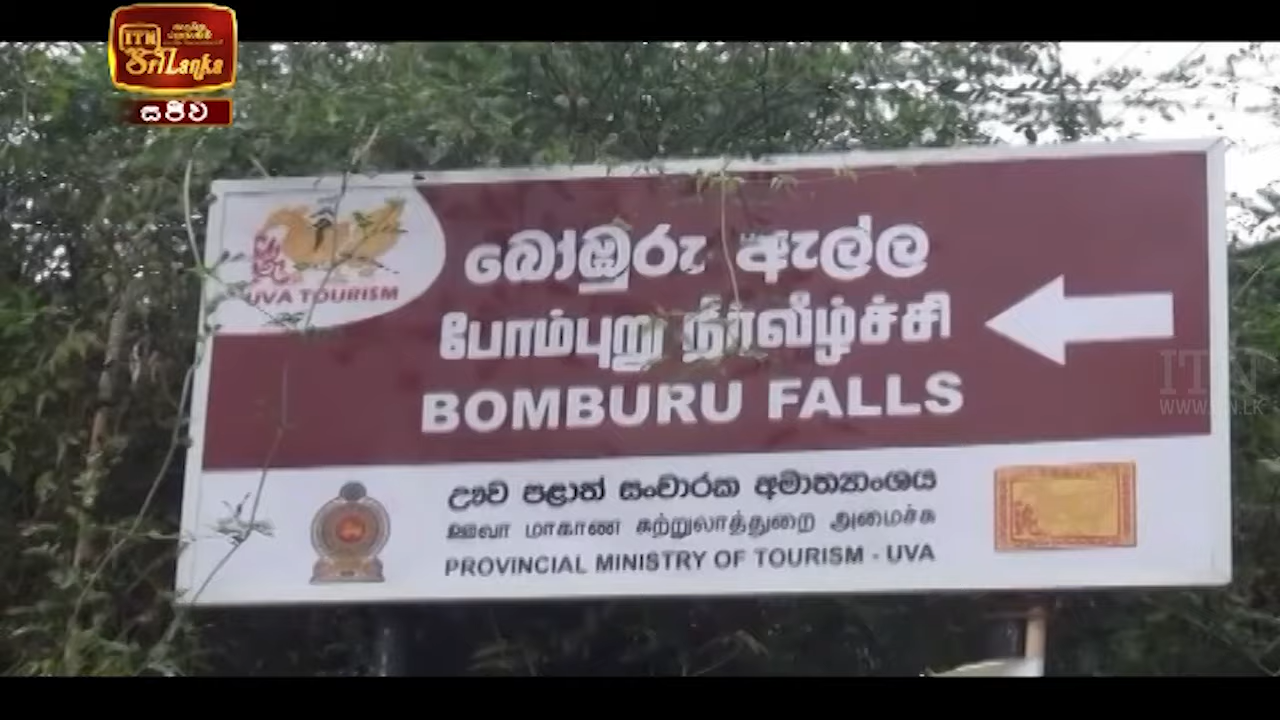 ITN
Sri Lanka
සජීව
UVA TOURISM
බෝඹුරු ඇල්ල
போம்புறு நீர்வீழ்ச்சி
BOMBURU FALLS
ඌව පළාත් සංචාරක අමාත්‍යාංශය
ஊவா மாகாண சுற்றுலாத்துறை அமைச்சு
PROVINCIAL MINISTRY OF TOURISM - UVA
ITN
WWW.ITN.LK